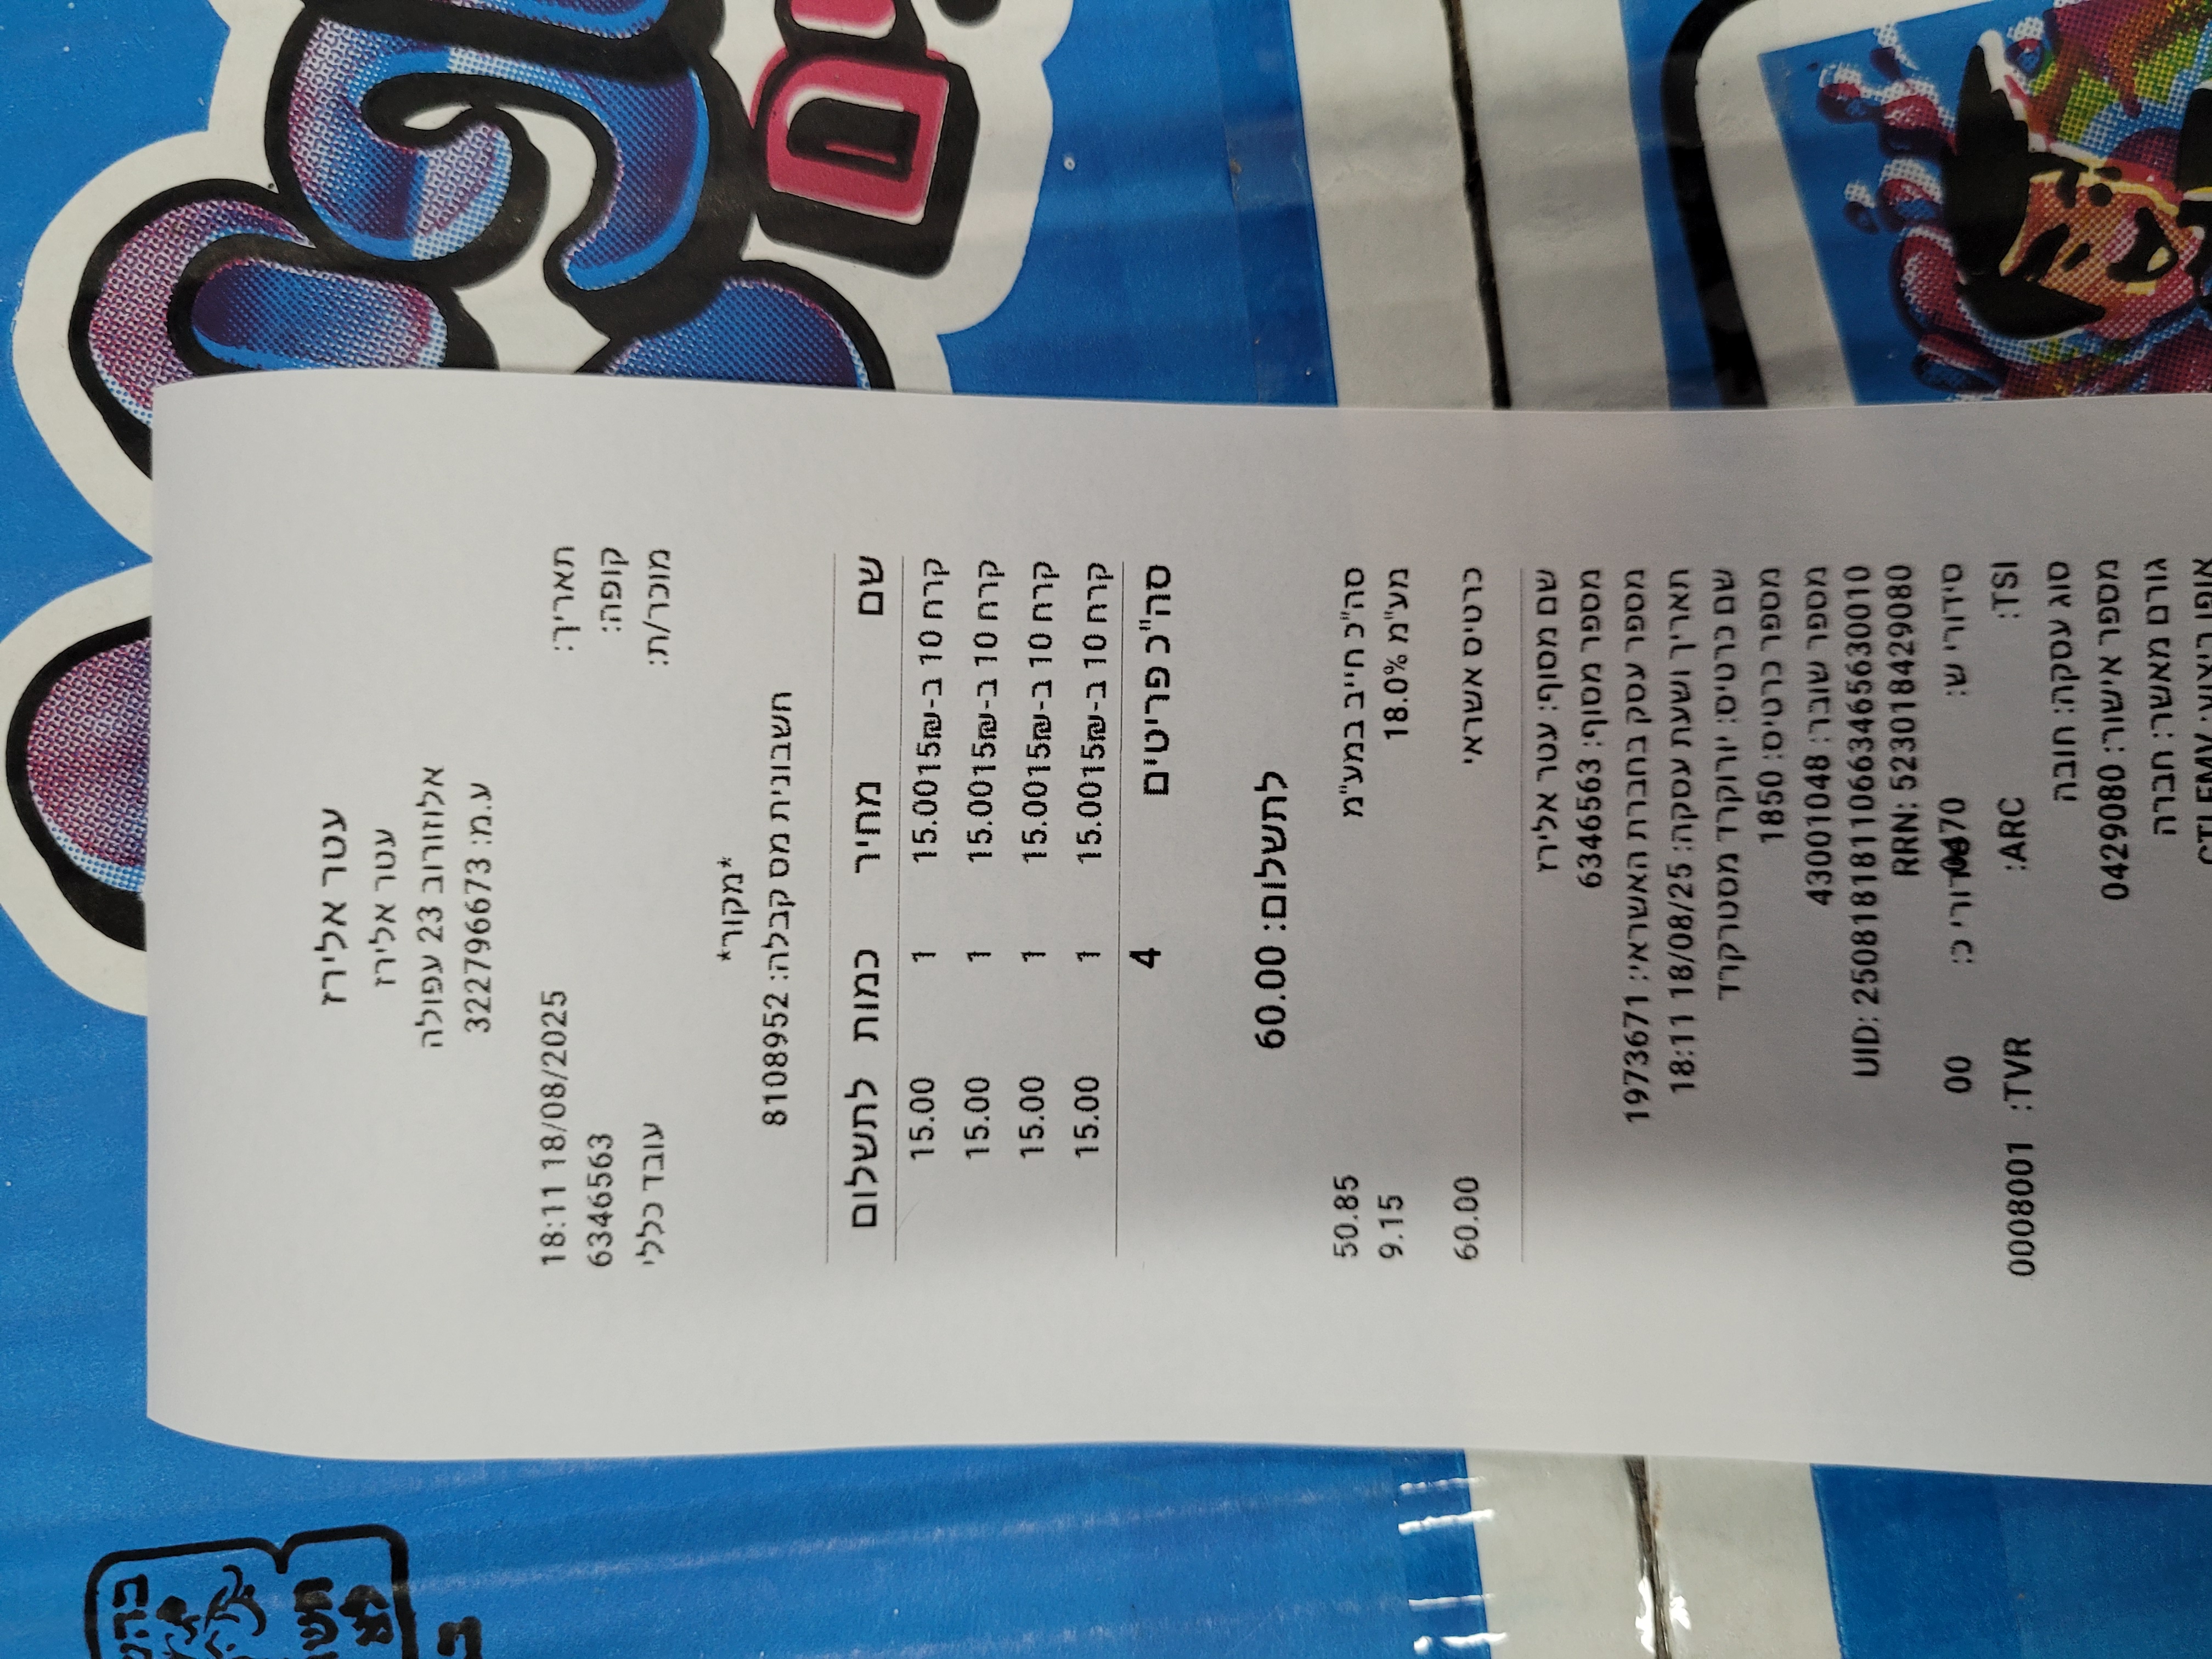 עטר אלירז
עטר אלירז
אלוזורוב 23 עפולה
ע.מ: 322796673
תאריך: 18:11 18/08/2025
קופה: 6346563
מוכר/ת: עובד כללי
*מקור*
חשבונית מס קבלה: 8108952
שם מחיר כמות לתשלום
קרח 10 ב-15₪ 15.00 1 15.00
קרח 10 ב-15₪ 15.00 1 15.00
קרח 10 ב-15₪ 15.00 1 15.00
קרח 10 ב-15₪ 15.00 1 15.00
סה"כ פריטים 4
לתשלום: 60.00
סה"כ חייב במע"מ 50.85
מע"מ 18.0% 9.15
כרטיס אשראי 60.00
שם מסוף: עטר אלירז
מספר מסוף: 6346563
מספר עסק בחברת האשראי: 1973671
תאריך ושעת עסקה: 18:11 18/08/25
שם כרטיס: יורוקרד מסטרקרד
מספר כרטיס: 1850
מספר שובר: 43001048
UID: 25081818110663465630010
RRN: 523018429080
סידורי ש: 0470 סידורי כ: 00
TSI: ARC: TVR: 0008001
סוג עסקה: חובה
מספר אישור: 0429080
גורם מאשר: חברה
אופן ביצוע: CTLEMV